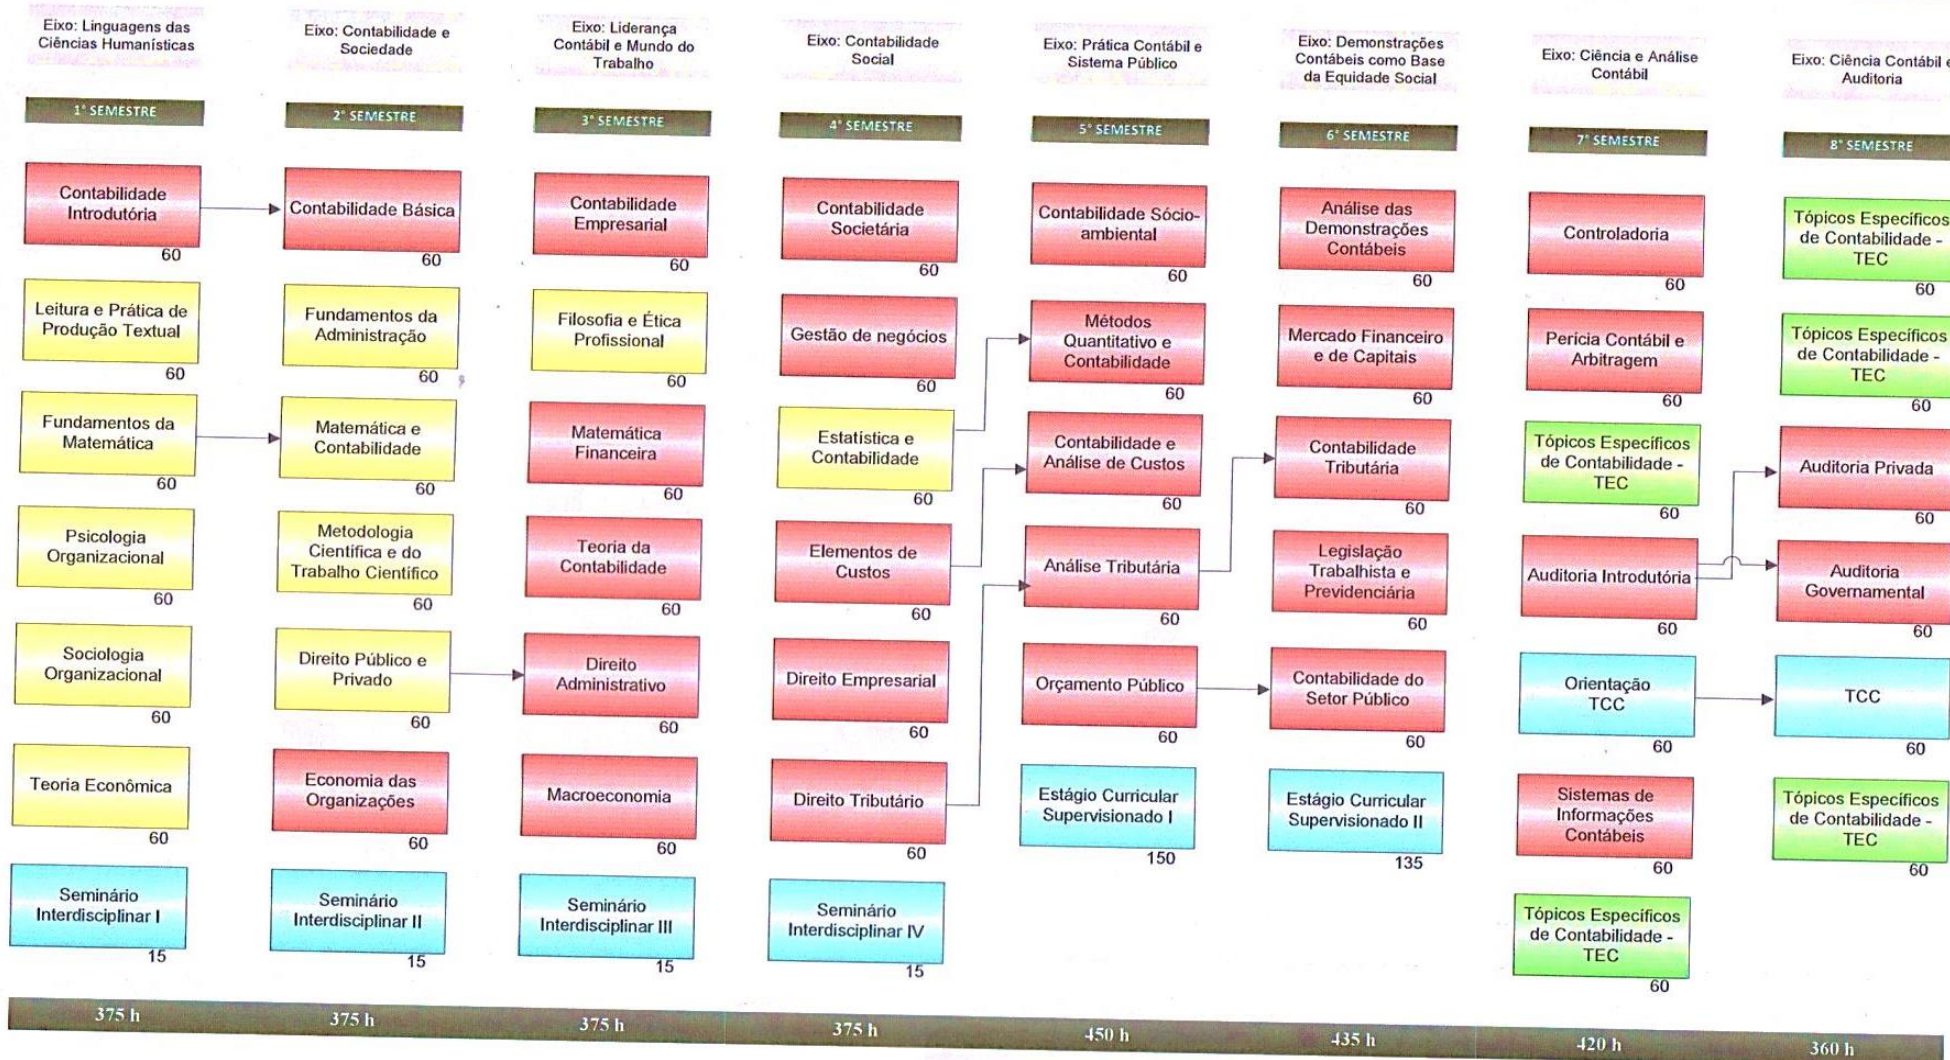 Eixo: Linguagens das
Ciências Humanísticas
1° SEMESTRE
Contabilidade
Introdutória
60
Leitura e Prática de
Produção Textual
60
Fundamentos da
Matemática
60
Psicologia
Organizacional
60
Sociologia
Organizacional
60
Teoria Econômica
60
Seminário
Interdisciplinar I
15
375 h
Eixo: Contabilidade e
Sociedade
2° SEMESTRE
Contabilidade Básica
60
Fundamentos da
Administração
60
Matemática e
Contabilidade
60
Metodologia
Científica e do
Trabalho Científico
60
Direito Público e
Privado
60
Economia das
Organizações
60
Seminário
Interdisciplinar II
15
375 h
Eixo: Liderança
Contábil e Mundo do
Trabalho
3° SEMESTRE
Contabilidade
Empresarial
60
Filosofia e Ética
Profissional
60
Matemática
Financeira
60
Teoria da
Contabilidade
60
Direito
Administrativo
60
Macroeconomia
60
Seminário
Interdisciplinar III
15
375 h
Eixo: Contabilidade
Social
4° SEMESTRE
Contabilidade
Societária
60
Gestão de negócios
60
Estatística e
Contabilidade
60
Elementos de
Custos
60
Direito Empresarial
60
Direito Tributário
60
Seminário
Interdisciplinar IV
15
375 h
Eixo: Prática Contábil e
Sistema Público
5° SEMESTRE
Contabilidade Sócio-
ambiental
60
Métodos
Quantitativo e
Contabilidade
60
Contabilidade e
Análise de Custos
60
Análise Tributária
60
Orçamento Público
60
Estágio Curricular
Supervisionado I
150
450 h
Eixo: Demonstrações
Contábeis como Base
da Equidade Social
6° SEMESTRE
Análise das
Demonstrações
Contábeis
60
Mercado Financeiro
e de Capitais
60
Contabilidade
Tributária
60
Legislação
Trabalhista e
Previdenciária
60
Contabilidade do
Setor Público
60
Estágio Curricular
Supervisionado II
135
435 h
Eixo: Ciência e Análise
Contábil
7° SEMESTRE
Controladoria
60
Perícia Contábil e
Arbitragem
60
Tópicos Específicos
de Contabilidade -
TEC
60
Auditoria Introdutória
60
Orientação
TCC
60
Sistemas de
Informações
Contábeis
60
Tópicos Específicos
de Contabilidade -
TEC
60
420 h
Eixo: Ciência Contábil e
Auditoria
8° SEMESTRE
Tópicos Específicos
de Contabilidade -
TEC
60
Tópicos Específicos
de Contabilidade -
TEC
60
Auditoria Privada
60
Auditoria
Governamental
60
TCC
60
Tópicos Específicos
de Contabilidade -
TEC
60
360 h